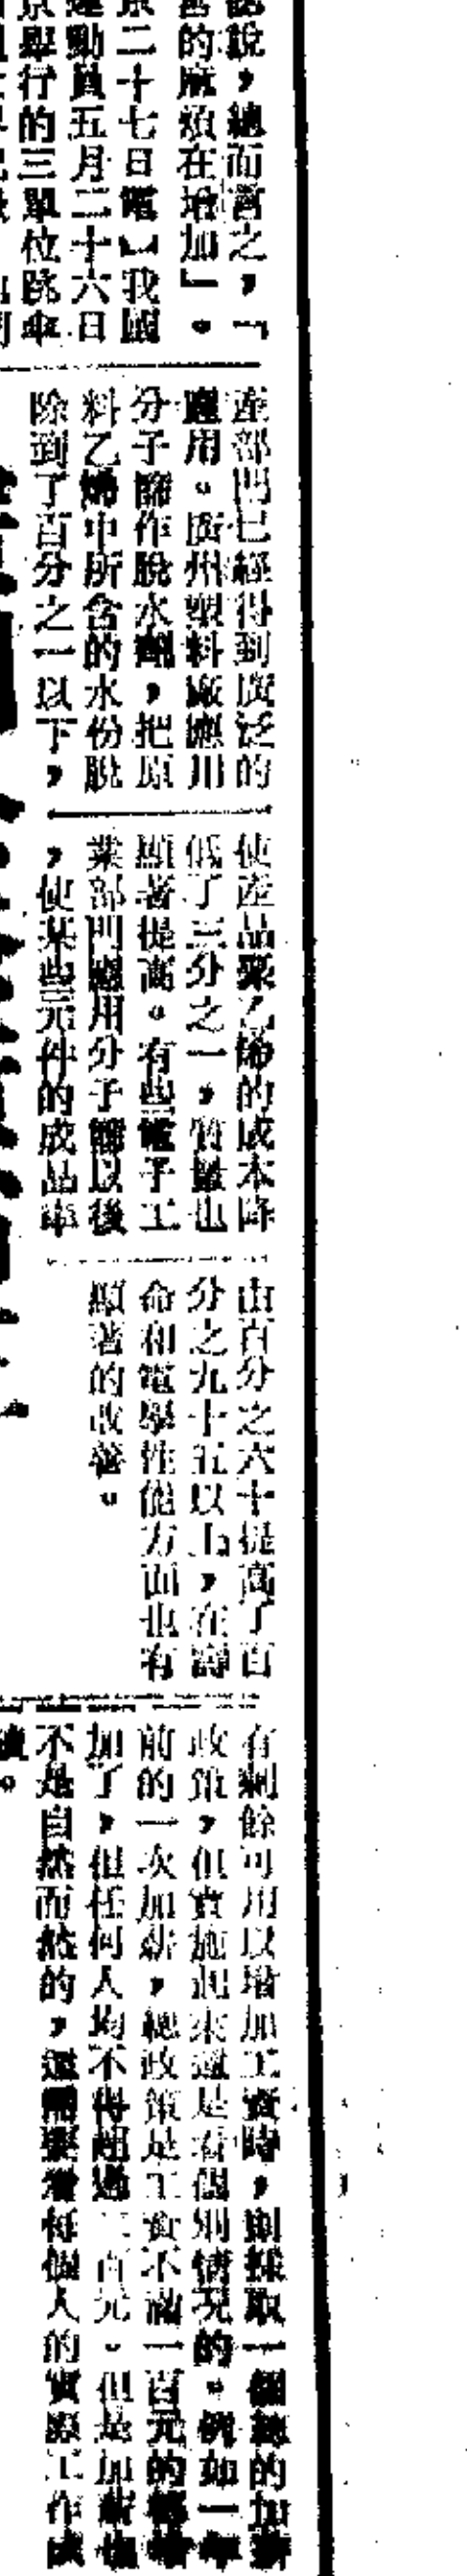 說，總而言之，「
的麻煩在增加」。
二十七日電】我國
運動員五月二十六日
京舉行的三單位跳傘
產部門已經得到廣泛的
應用。廣州塑料廠應用
分子篩作脫水劑，把原
料乙烯中所含的水份脫
除到了百分之一以下，
使產品聚乙烯的成本降
低了三分之一，質量也
顯著提高。有些電子工
業部門應用分子篩以後
，使某些元件的成品率
由百分之六十提高了百
分之九十五以上，在壽
命和電學性能方面也有
顯著的改善。
有剩餘可用以增加工資時，則採取一個總的加薪
政策，但實施起來還是看個別情況的。例如一年
前的一次加薪，總政策是工資不滿一百元的都增
加了，但任何人均不得超過二百元。但是加薪也
不是自然而然的，還需要看每個人的實際工作成
績。